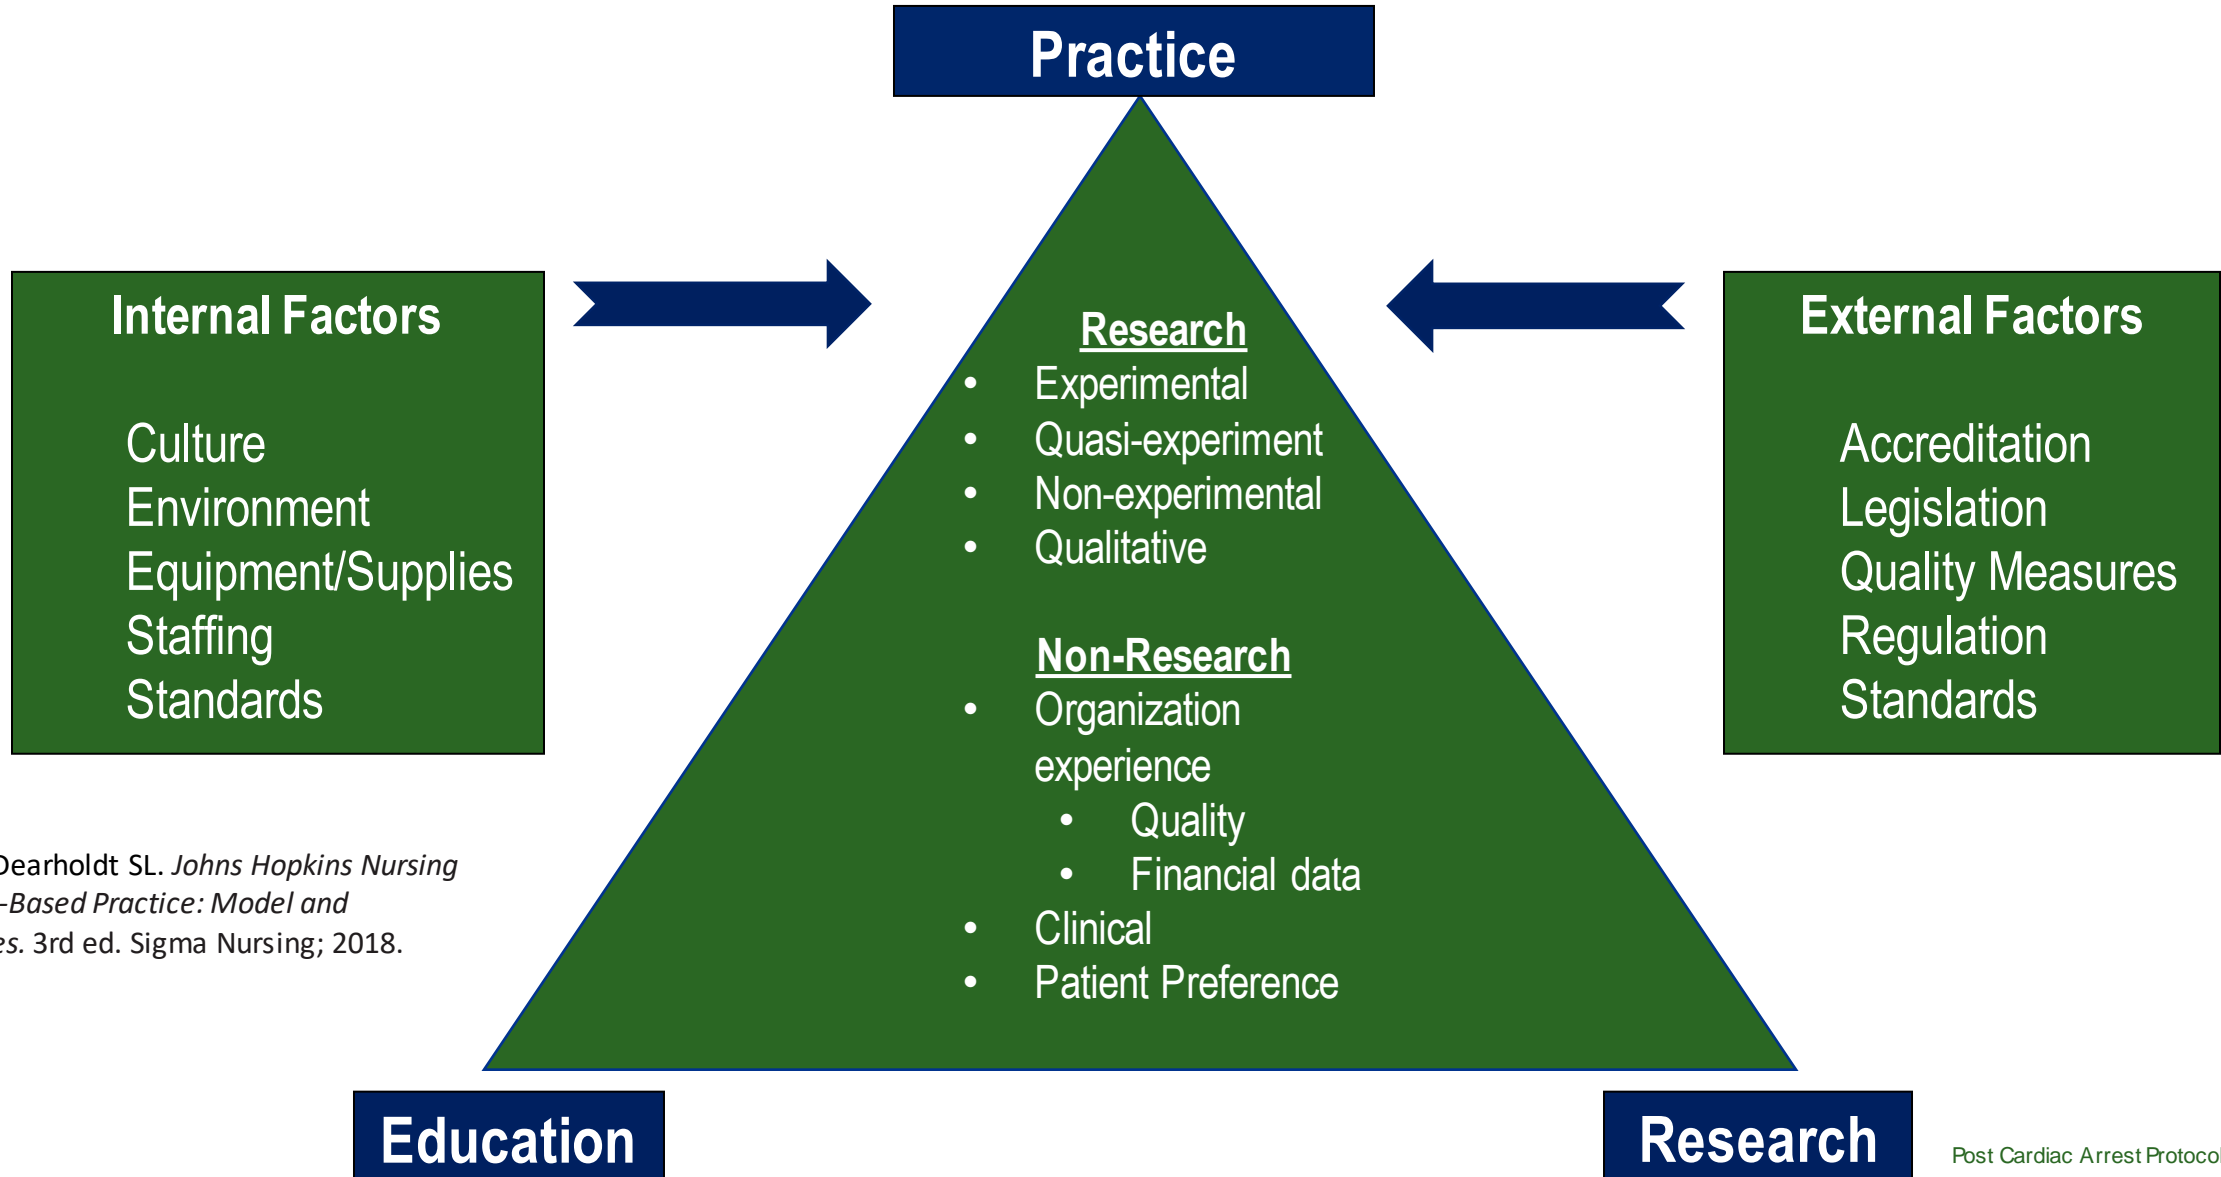 Practice
Internal Factors
Culture
Environment
Equipment/Supplies
Staffing
Standards
Research
• Experimental
• Quasi-experiment
• Non-experimental
• Qualitative
Non-Research
• Organization
experience
• Quality
• Financial data
• Clinical
• Patient Preference
External Factors
Accreditation
Legislation
Quality Measures
Regulation
Standards
Dearholdt SL. Johns Hopkins Nursing
-Based Practice: Model and
es. 3rd ed. Sigma Nursing; 2018.
Education
Research
Post Cardiac Arrest Protocol